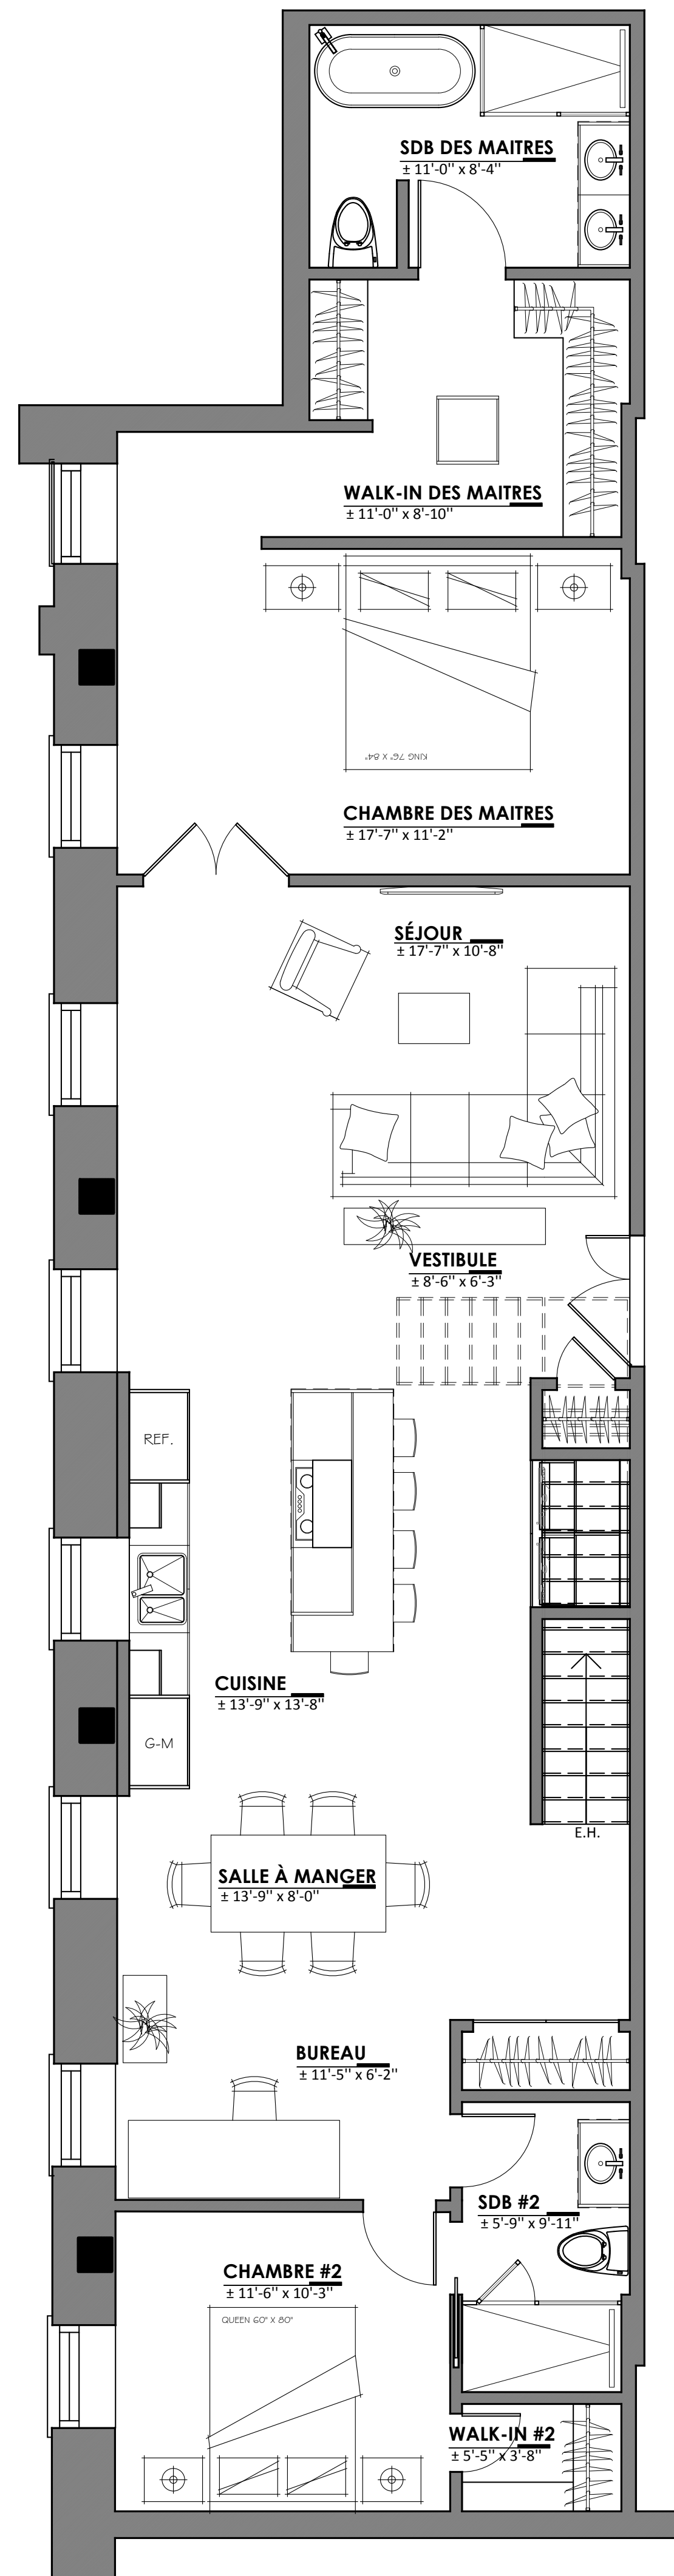 SDB DES MAITRES
± 11'-0" x 8'-4"
WALK-IN DES MAITRES
± 11'-0" x 8'-10"
KING 76" X 84"
CHAMBRE DES MAITRES
± 17'-7" x 11'-2"
SÉJOUR
± 17'-7" x 10'-8"
VESTIBULE
± 8'-6" x 6'-3"
REF.
CUISINE
± 13'-9" x 13'-8"
G-M
E.H.
SALLE À MANGER
± 13'-9" x 8'-0"
BUREAU
± 11'-5" x 6'-2"
SDB #2
± 5'-9" x 9'-11"
CHAMBRE #2
± 11'-6" x 10'-3"
QUEEN 60" X 80"
WALK-IN #2
± 5'-5" x 3'-8"